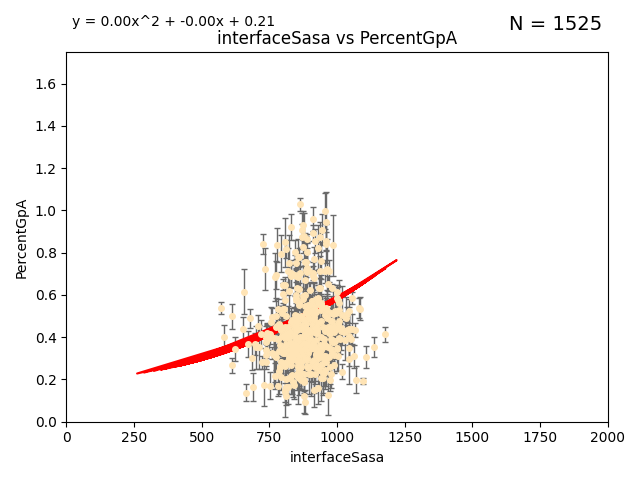 y = 0.00x^2 + -0.00x + 0.21
N = 1525
interfaceSasa vs PercentGpA
PercentGpA
1.6
1.4
1.2
1.0
0.8
0.6
0.4
0.2
0.0
0 250 500 750 1000 1250 1500 1750 2000
interfaceSasa